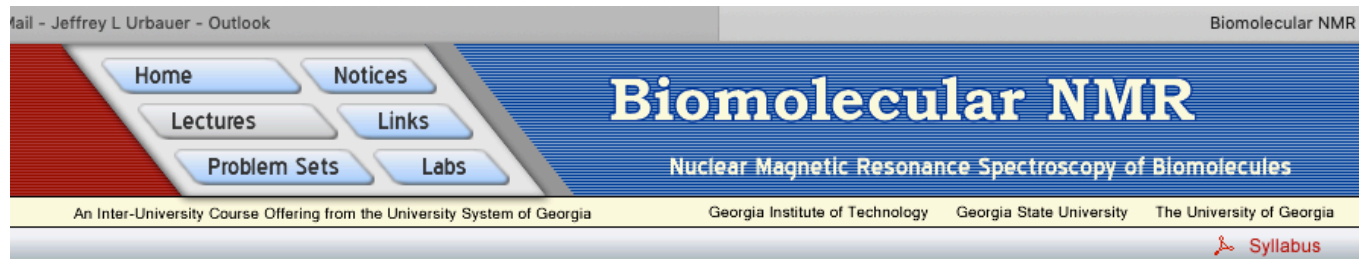 Mail - Jeffrey L Urbauer - Outlook Biomolecular NMR
Home Notices
Lectures Links
Problem Sets Labs
Biomolecular NMR
Nuclear Magnetic Resonance Spectroscopy of Biomolecules
An Inter-University Course Offering from the University System of Georgia Georgia Institute of Technology Georgia State University The University of Georgia
Syllabus